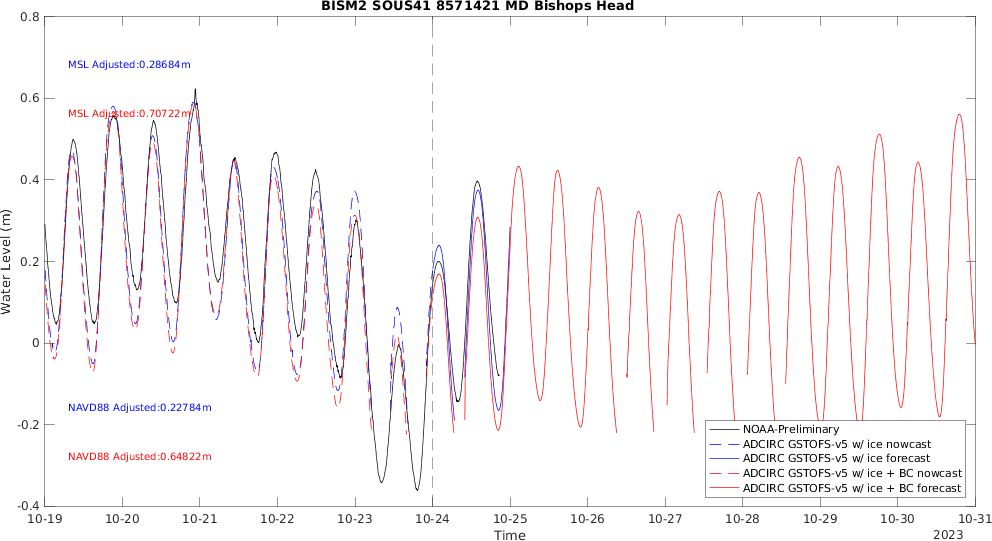 BISM2 SOUS41 8571421 MD Bishops Head
0.8
0.6
0.4
0.2
0
-0.2
-0.4
Water Level (m)
MSL Adjusted:0.28684m
MSL Adjusted:0.70722m
NAVD88 Adjusted:0.22784m
NAVD88 Adjusted:0.64822m
NOAA-Preliminary
ADCIRC GSTOFS-v5 w/ ice nowcast
ADCIRC GSTOFS-v5 w/ ice forecast
ADCIRC GSTOFS-v5 w/ ice + BC nowcast
ADCIRC GSTOFS-v5 w/ ice + BC forecast
10-19 10-20 10-21 10-22 10-23 10-24 10-25 10-26 10-27 10-28 10-29 10-30 10-31
Time
2023